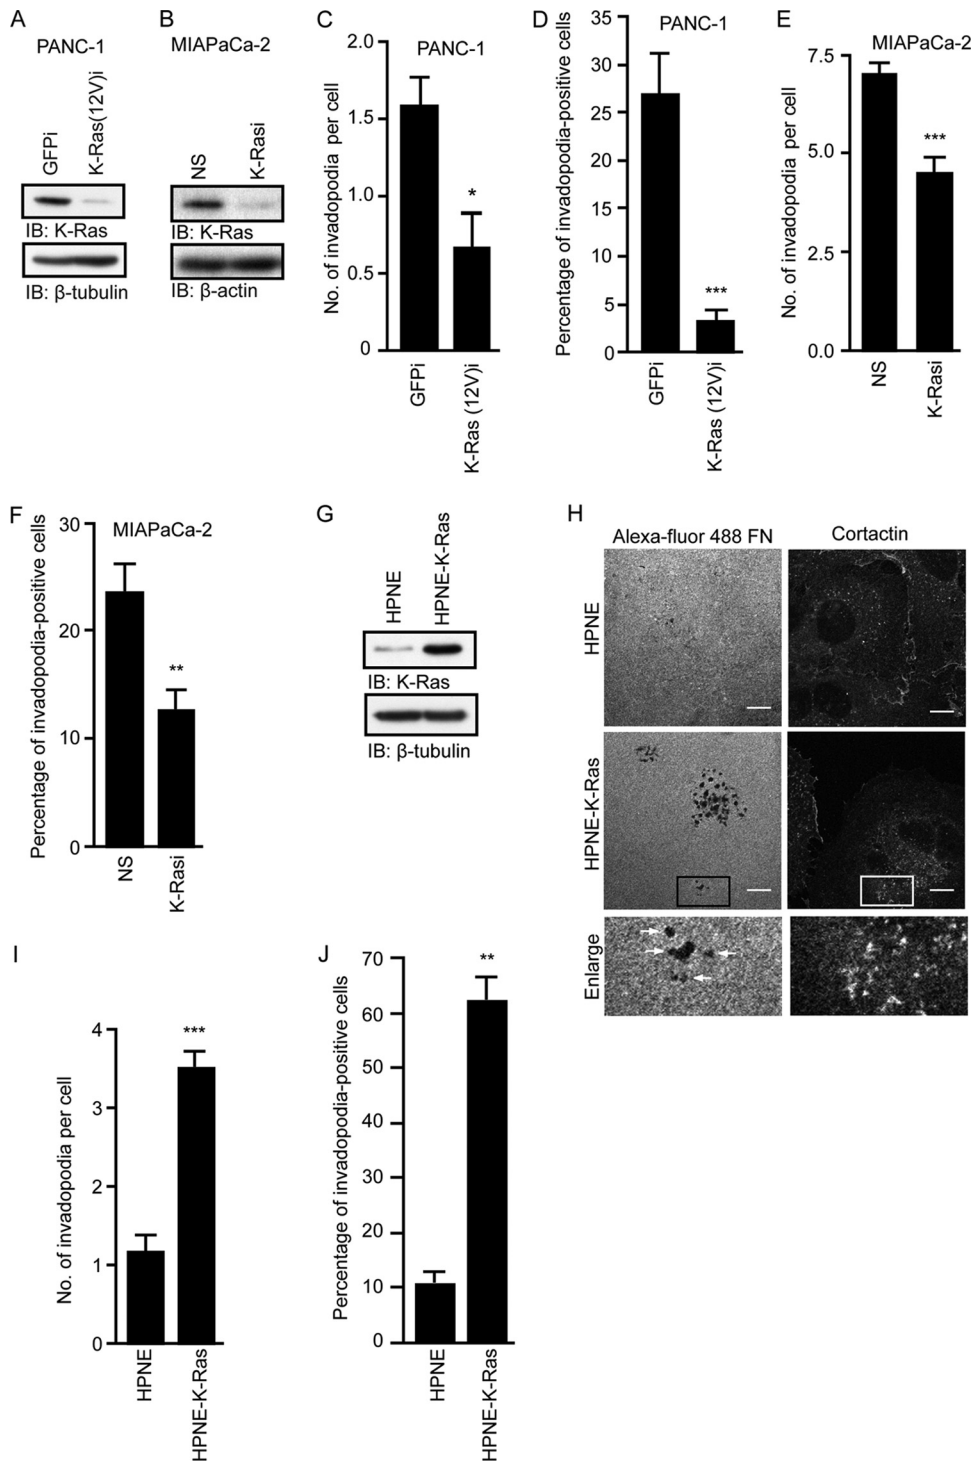 A
PANC-1
GFPi
K-Ras(12V)i
IB: K-Ras
IB: β-tubulin
B
MIAPaCa-2
NS
K-Rasi
IB: K-Ras
IB: β-actin
C
PANC-1
No. of invadopodia per cell
2.0
1.5
1.0
0.5
0
*
GFPi
K-Ras (12V)i
D
PANC-1
Percentage of invadopodia-positive cells
35
30
25
20
15
10
5
0
***
GFPi
K-Ras (12V)i
E
MIAPaCa-2
No. of invadopodia per cell
7.5
5.0
2.5
0.0
***
NS
K-Rasi
F
MIAPaCa-2
Percentage of invadopodia-positive cells
30
20
10
0
**
NS
K-Rasi
G
HPNE
HPNE-K-Ras
IB: K-Ras
IB: β-tubulin
H
Alexa-fluor 488 FN
Cortactin
HPNE
HPNE-K-Ras
Enlarge
I
No. of invadopodia per cell
4
3
2
1
0
***
HPNE
HPNE-K-Ras
J
Percentage of invadopodia-positive cells
70
60
50
40
30
20
10
0
**
HPNE
HPNE-K-Ras